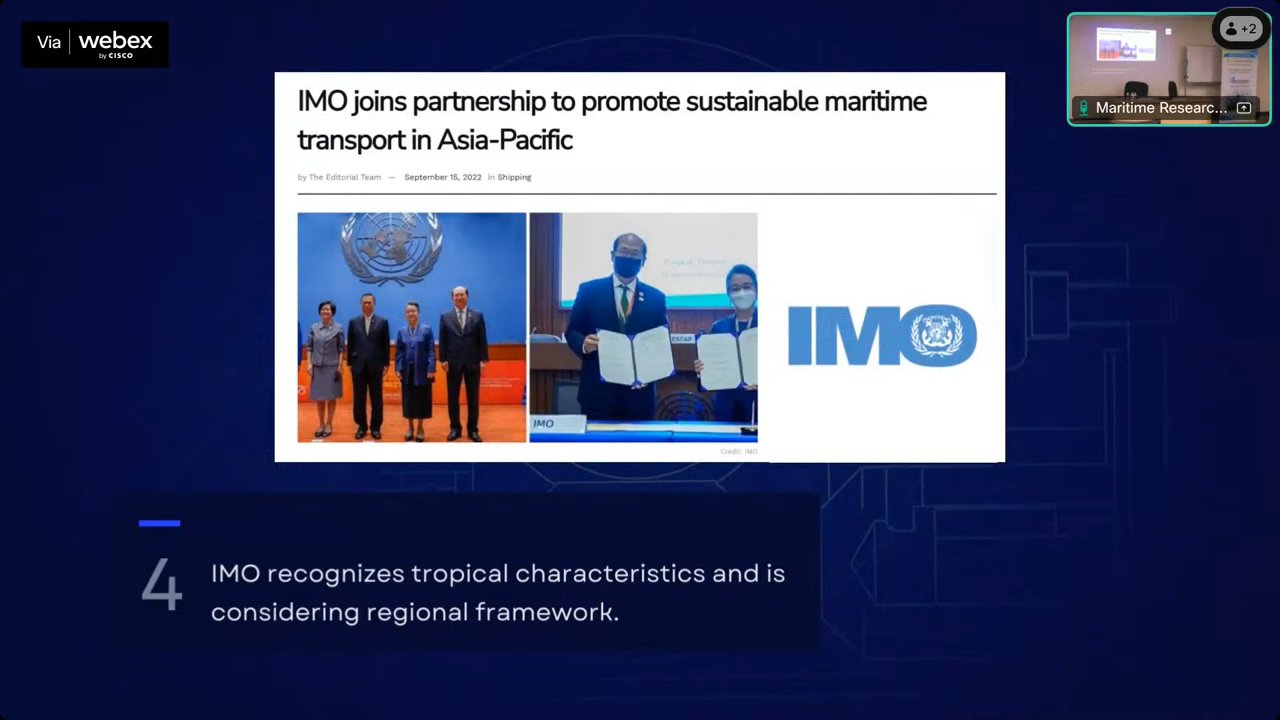 Via webex
by CISCO
+2
Maritime Researc...
IMO joins partnership to promote sustainable maritime
transport in Asia-Pacific
by The Editorial Team — September 15, 2022 in Shipping
ESCAP
IMO
IMO
Credit: IMO
4
IMO recognizes tropical characteristics and is
considering regional framework.